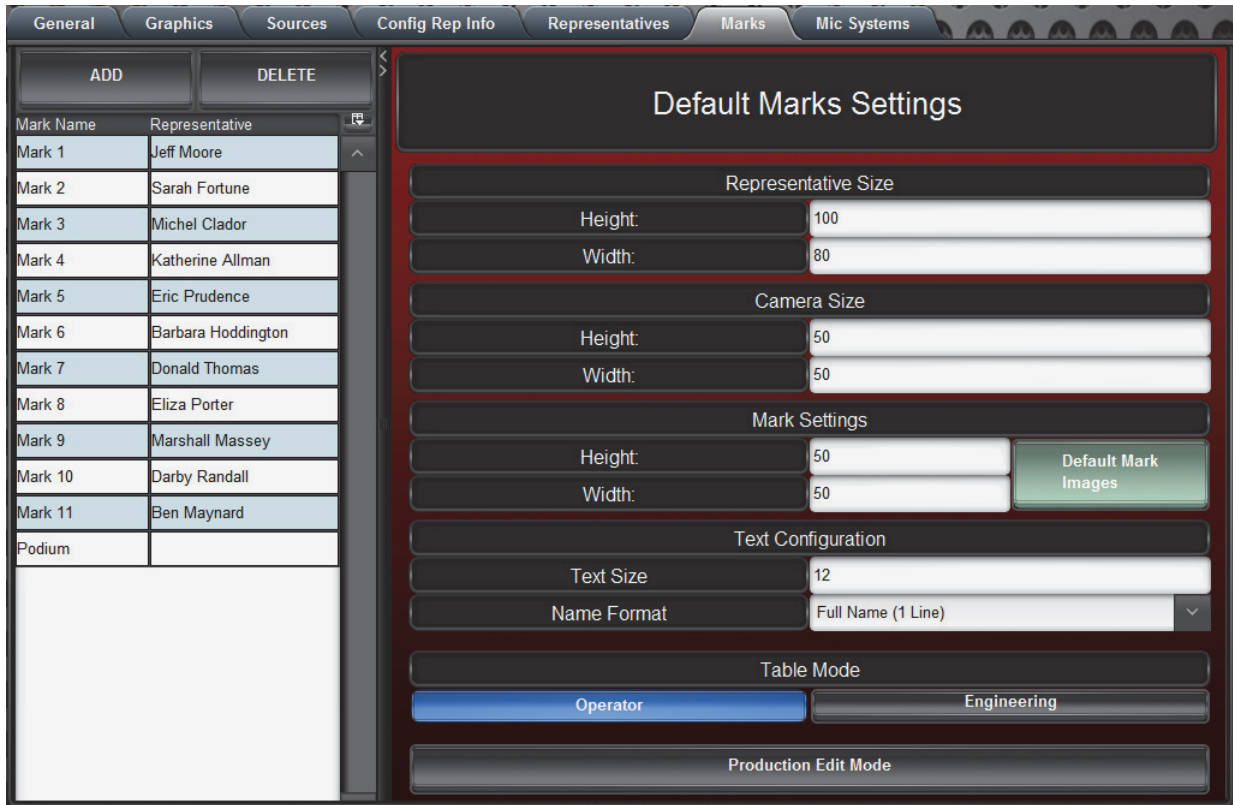 General Graphics Sources Config Rep Info Representatives Marks Mic Systems
ADD DELETE
Mark Name Representative
Mark 1 Jeff Moore
Mark 2 Sarah Fortune
Mark 3 Michel Clador
Mark 4 Katherine Allman
Mark 5 Eric Prudence
Mark 6 Barbara Hoddington
Mark 7 Donald Thomas
Mark 8 Eliza Porter
Mark 9 Marshall Massey
Mark 10 Darby Randall
Mark 11 Ben Maynard
Podium
Default Marks Settings
Representative Size
Height: 100
Width: 80
Camera Size
Height: 50
Width: 50
Mark Settings
Height: 50
Width: 50
Default Mark
Images
Text Configuration
Text Size 12
Name Format Full Name (1 Line)
Table Mode
Operator Engineering
Production Edit Mode